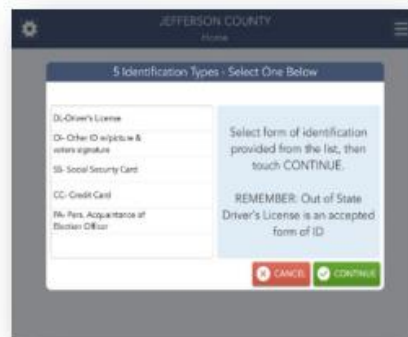 JEFFERSON COUNTY
Home
5 Identification Types - Select One Below
DL-Driver's License
OI- Other ID w/picture &
voters signature
SS- Social Security Card
CC- Credit Card
PA- Pers. Acquaintance of
Election Officer
Select form of identification
provided from the list, then
touch CONTINUE.
REMEMBER: Out of State
Driver's License is an accepted
form of ID
CANCEL
CONTINUE